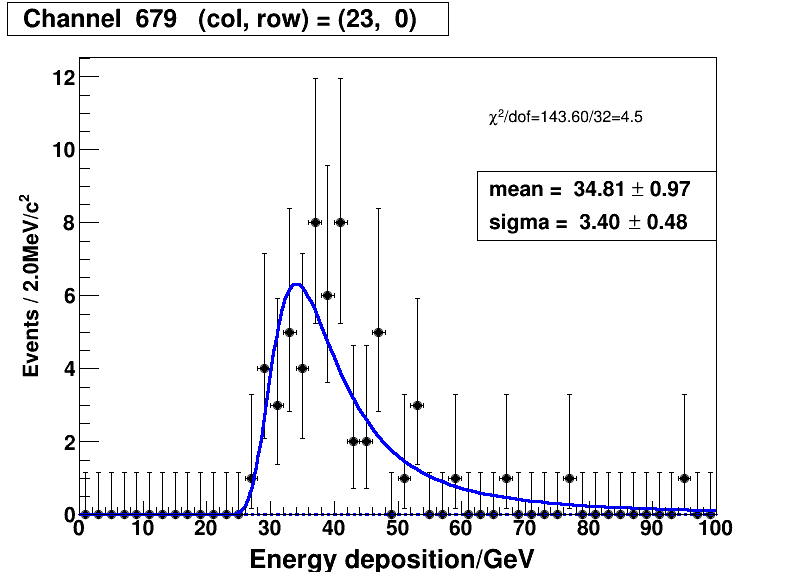 Channel 679 (col, row) = (23, 0)
χ²/dof=143.60/32=4.5
mean = 34.81 ± 0.97
sigma = 3.40 ± 0.48
Events / 2.0MeV/c²
12
10
8
6
4
2
0
0 10 20 30 40 50 60 70 80 90 100
Energy deposition/GeV